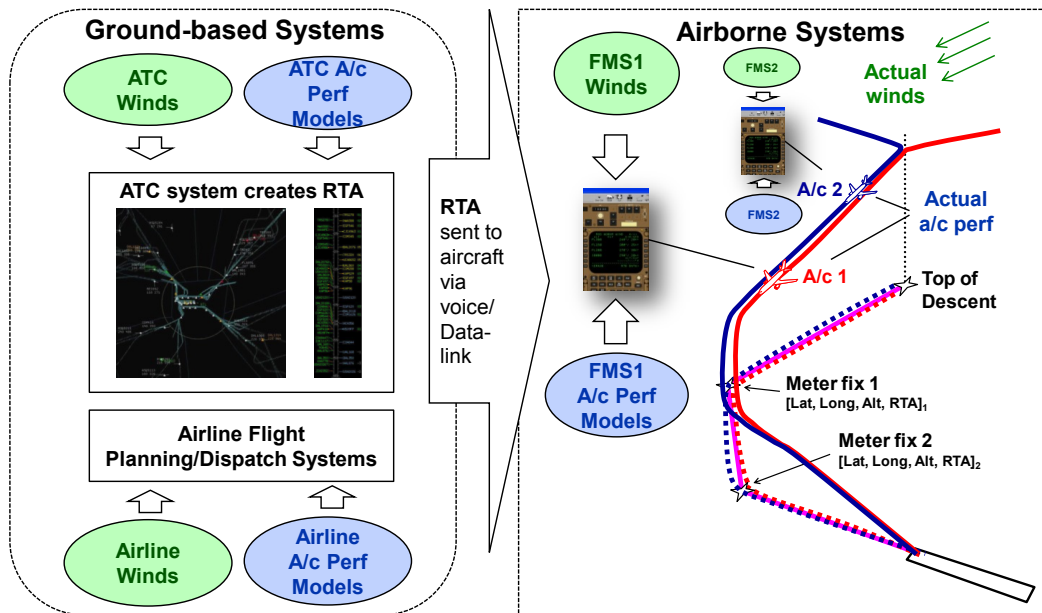 Ground-based Systems
ATC
Winds
ATC A/c
Perf
Models
ATC system creates RTA
Airline Flight
Planning/Dispatch Systems
Airline
Winds
Airline
A/c Perf
Models
RTA
sent to
aircraft
via
voice/
Data-
link
Airborne Systems
FMS1
Winds
FMS2
Actual
winds
FMS2
A/c 2
Actual
a/c perf
A/c 1
Top of
Descent
FMS1
A/c Perf
Models
Meter fix 1
[Lat, Long, Alt, RTA]₁
Meter fix 2
[Lat, Long, Alt, RTA]₂